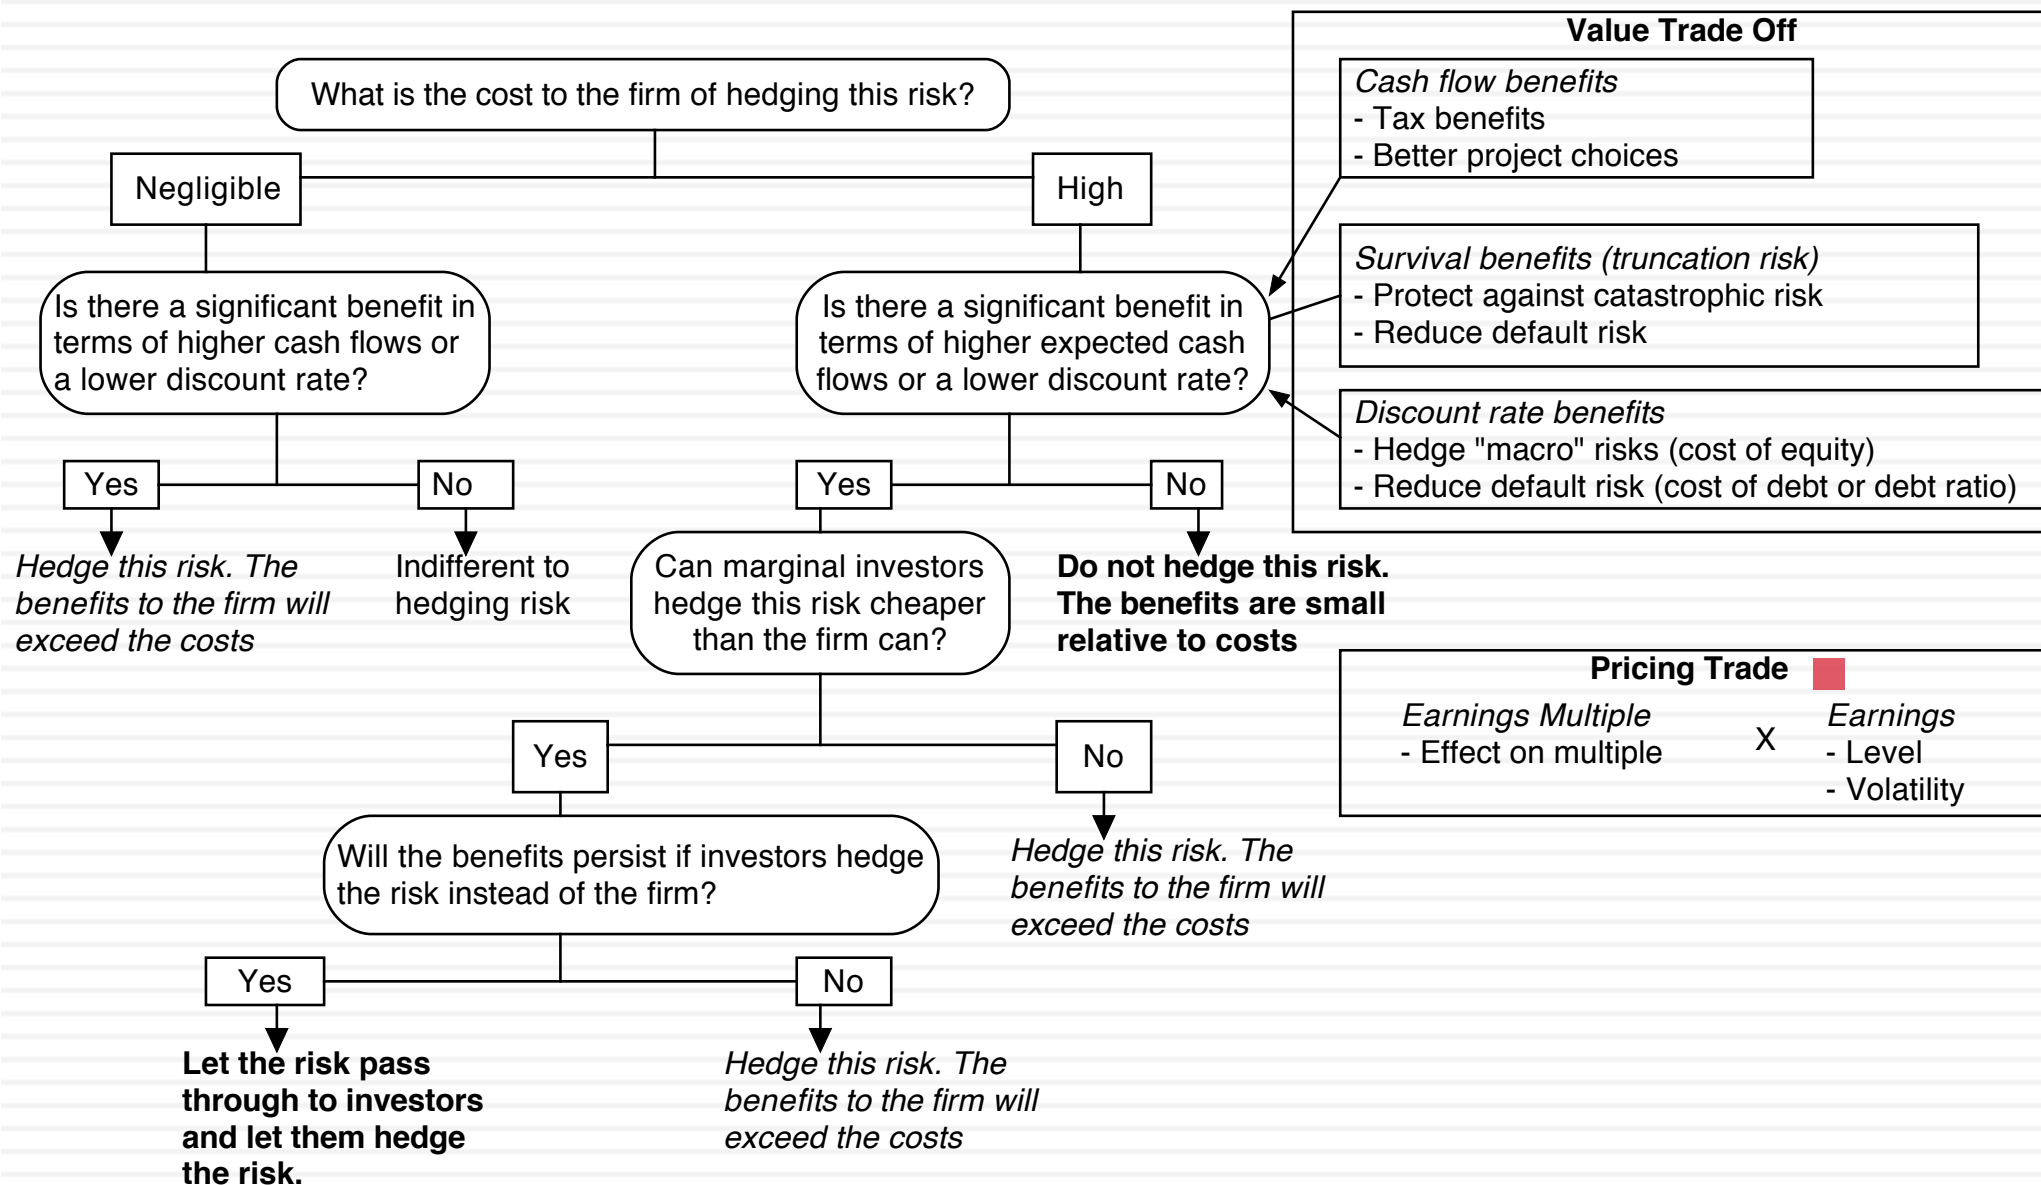 Value Trade Off
What is the cost to the firm of hedging this risk?
Cash flow benefits
- Tax benefits
- Better project choices
Negligible
High
Survival benefits (truncation risk)
- Protect against catastrophic risk
- Reduce default risk
Is there a significant benefit in
terms of higher cash flows or
a lower discount rate?
Is there a significant benefit in
terms of higher expected cash
flows or a lower discount rate?
Discount rate benefits
- Hedge "macro" risks (cost of equity)
- Reduce default risk (cost of debt or debt ratio)
Yes
No
Yes
No
Hedge this risk. The
benefits to the firm will
exceed the costs
Indifferent to
hedging risk
Can marginal investors
hedge this risk cheaper
than the firm can?
Do not hedge this risk.
The benefits are small
relative to costs
Pricing Trade
Earnings Multiple
- Effect on multiple
X
Earnings
- Level
- Volatility
Yes
No
Will the benefits persist if investors hedge
the risk instead of the firm?
Hedge this risk. The
benefits to the firm will
exceed the costs
Yes
No
Let the risk pass
through to investors
and let them hedge
the risk.
Hedge this risk. The
benefits to the firm will
exceed the costs